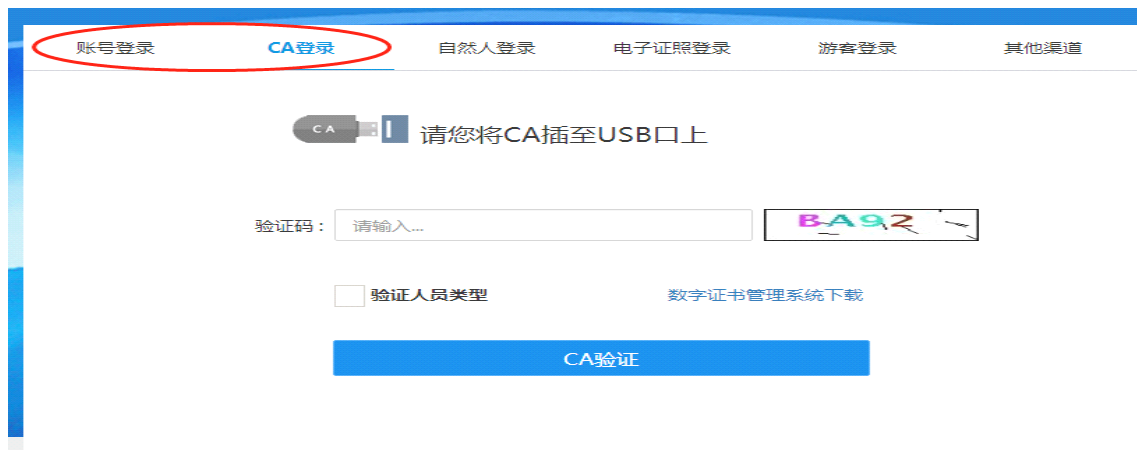 账号登录 CA登录 自然人登录 电子证照登录 游客登录 其他渠道
CA 请您将CA插至USB口上
验证码： 请输入... BA92
验证人员类型 数字证书管理系统下载
CA验证